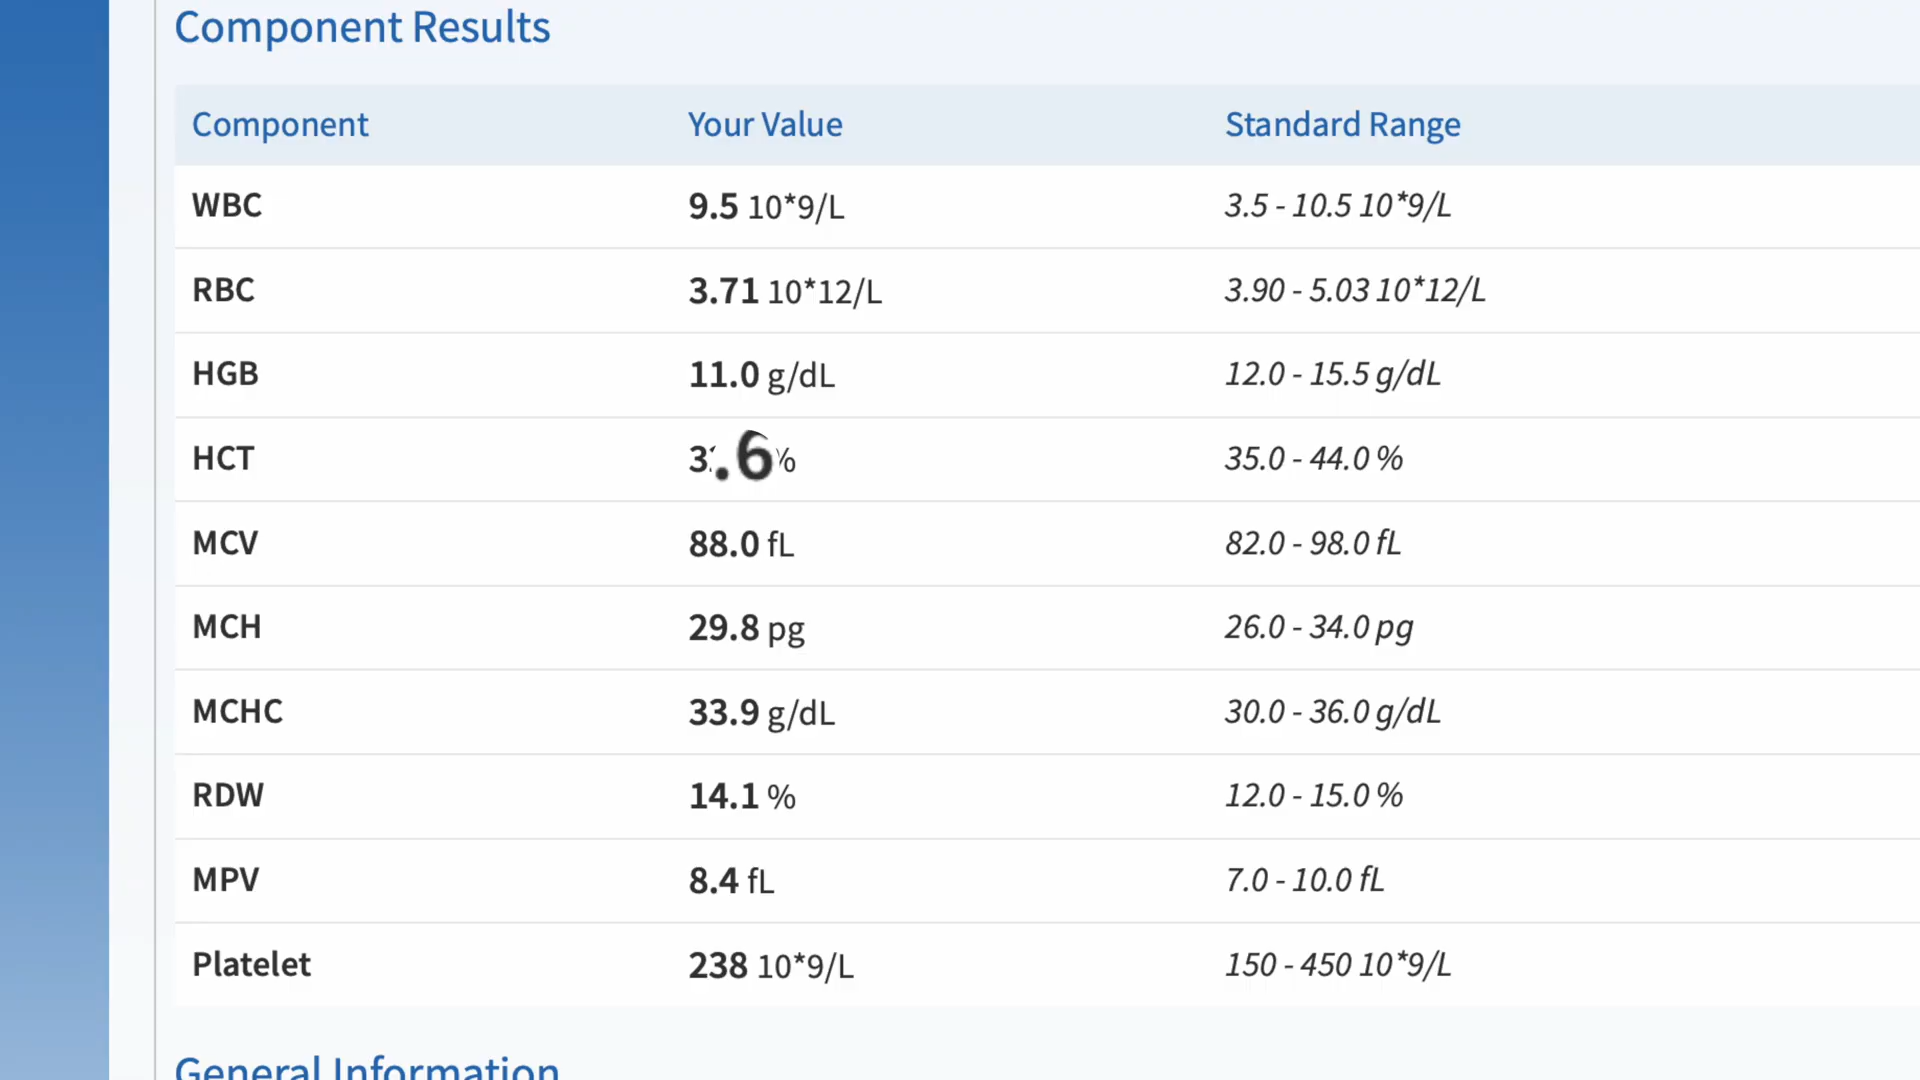 Component Results
Component Your Value Standard Range
WBC 9.5 10*9/L 3.5 - 10.5 10*9/L
RBC 3.71 10*12/L 3.90 - 5.03 10*12/L
HGB 11.0 g/dL 12.0 - 15.5 g/dL
HCT 3 .6 % 35.0 - 44.0 %
MCV 88.0 fL 82.0 - 98.0 fL
MCH 29.8 pg 26.0 - 34.0 pg
MCHC 33.9 g/dL 30.0 - 36.0 g/dL
RDW 14.1 % 12.0 - 15.0 %
MPV 8.4 fL 7.0 - 10.0 fL
Platelet 238 10*9/L 150 - 450 10*9/L
General Information